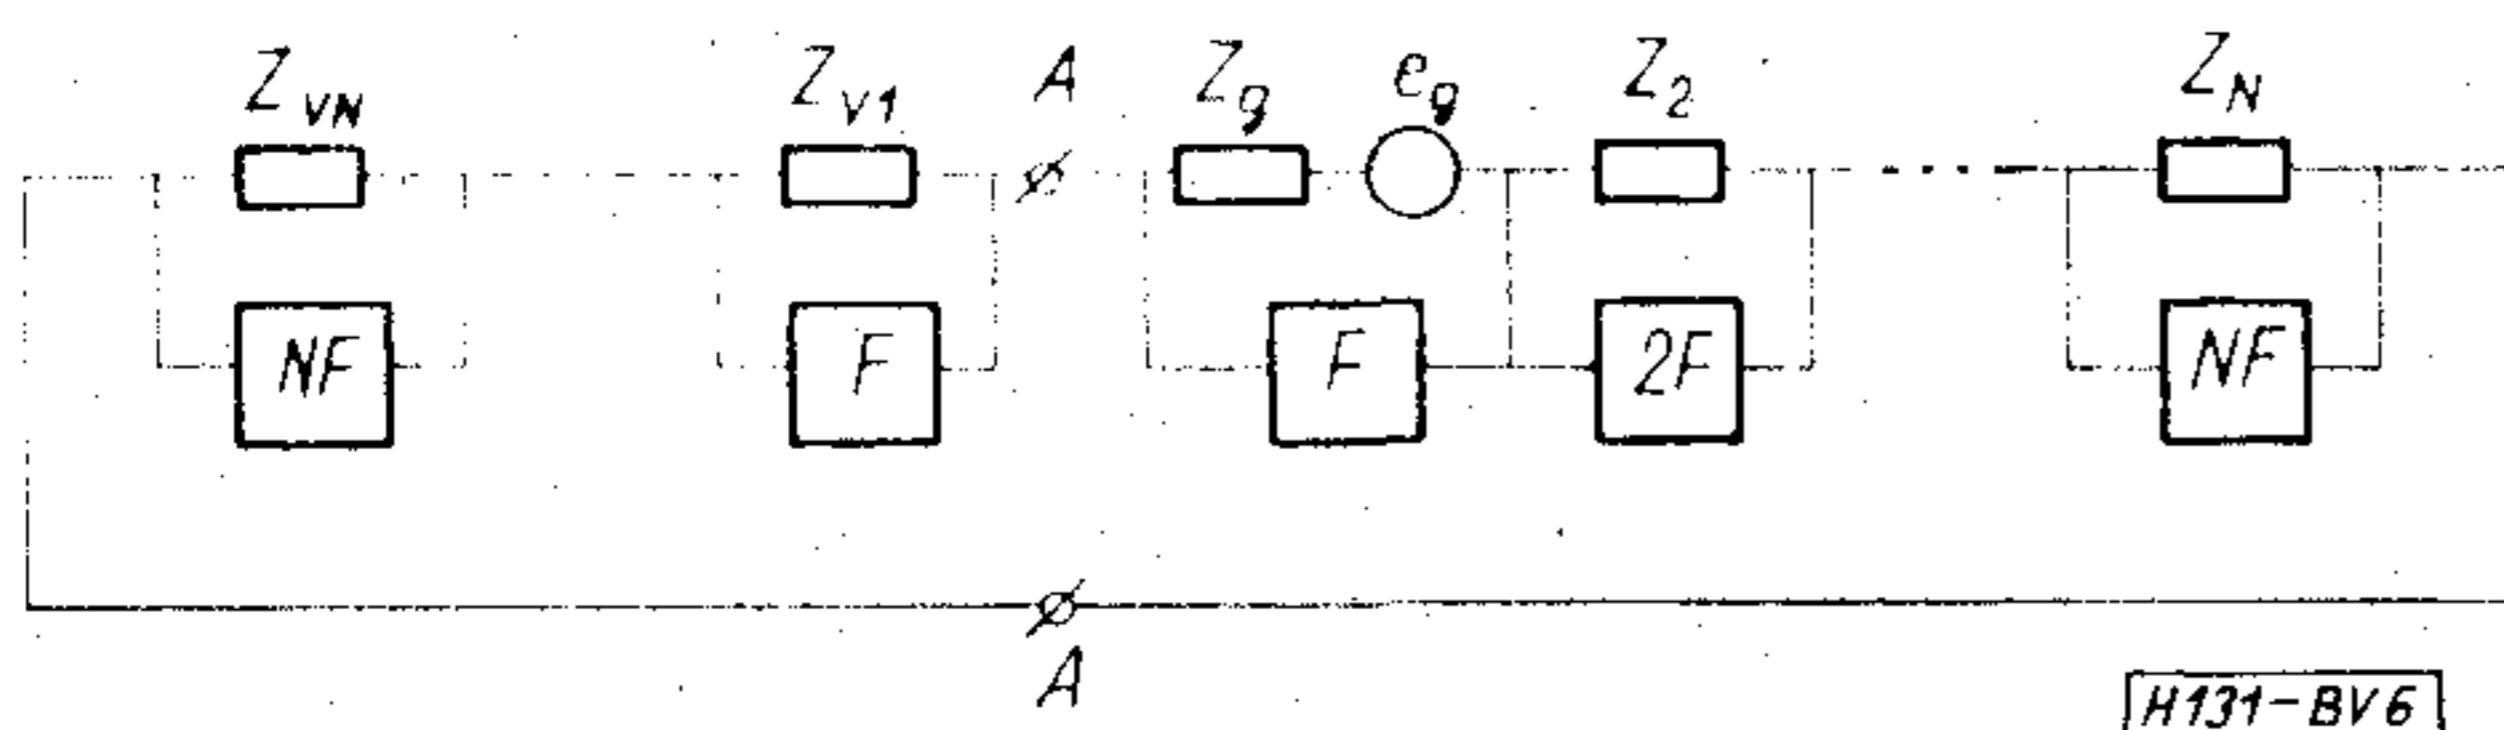 Z_VN Z_V1 A Z_g e_g Z_2 Z_N
NF F F 2F NF
A
H131-BV6